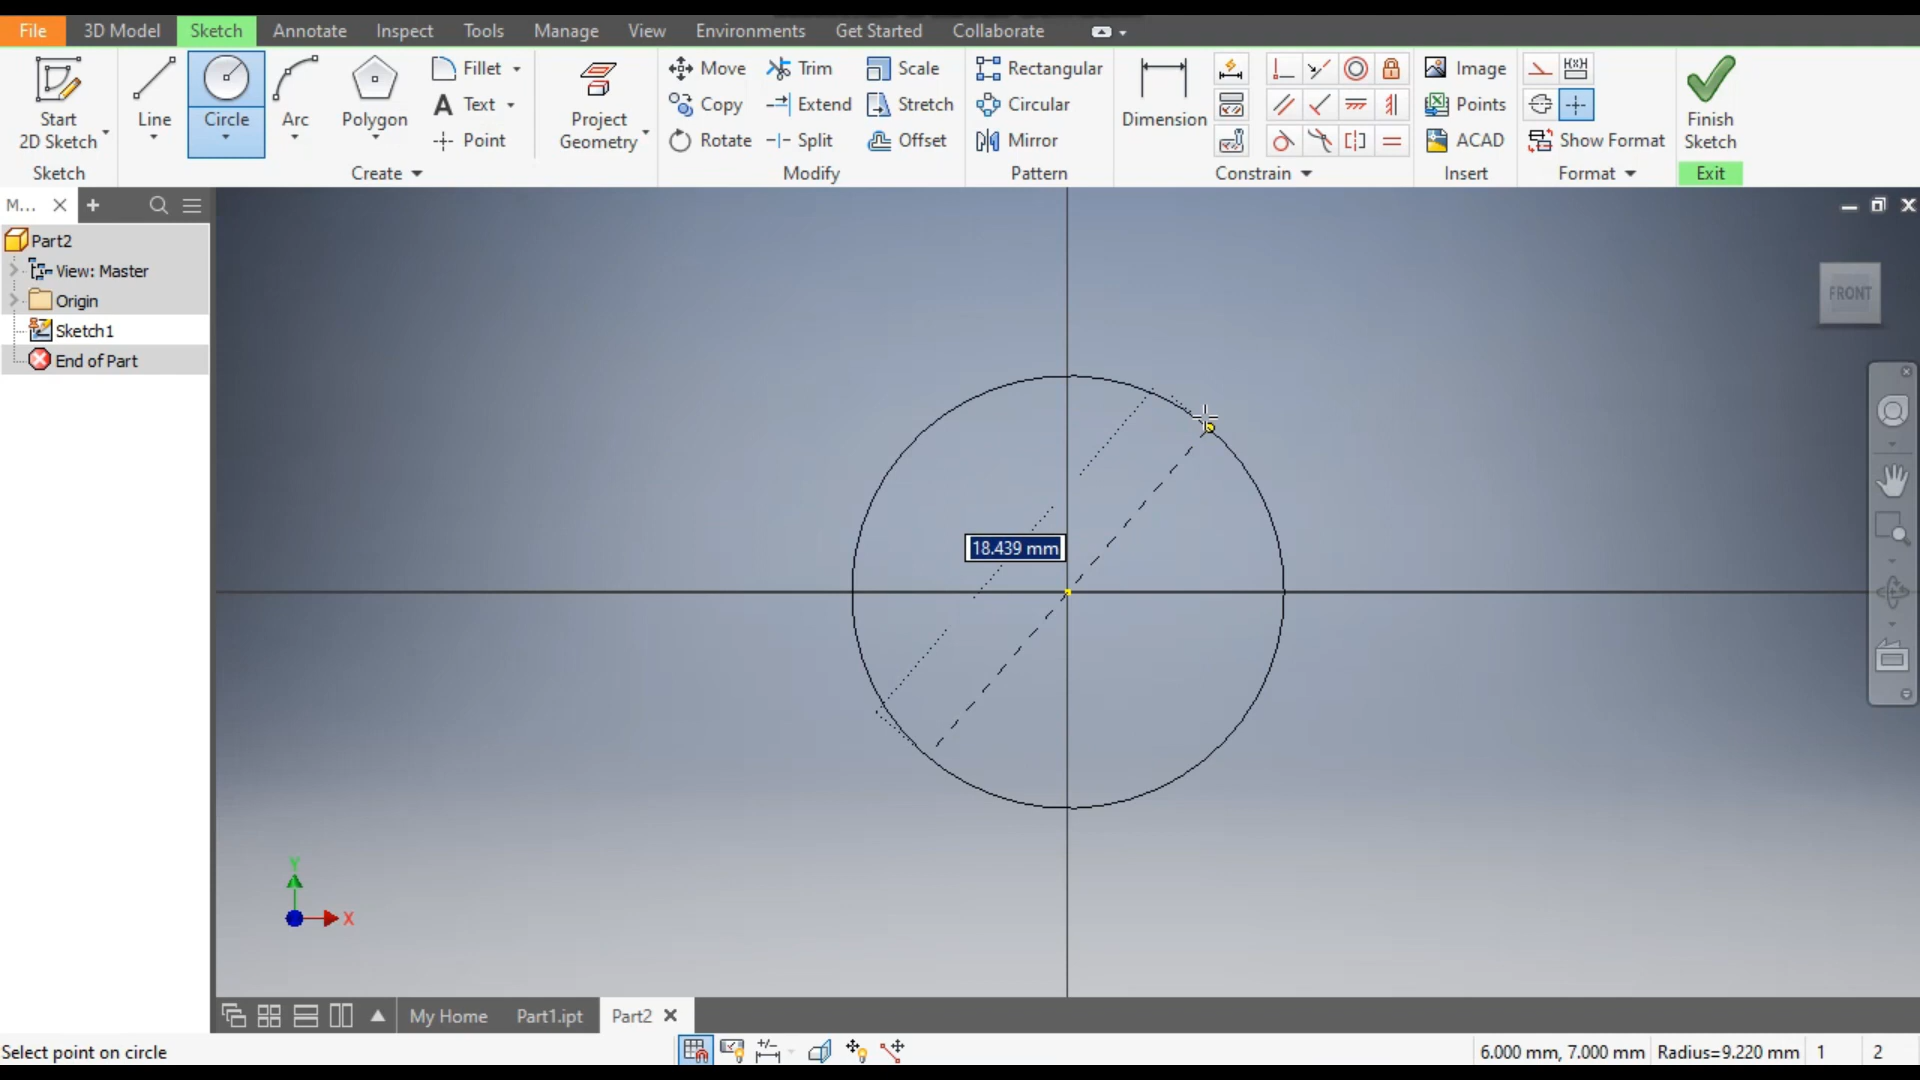 File 3D Model Sketch Annotate Inspect Tools Manage View Environments Get Started Collaborate
Start
2D Sketch
Line
Circle
Arc
Polygon
Fillet
Text
Point
Project
Geometry
Move
Copy
Rotate
Trim
Extend
Split
Scale
Stretch
Offset
Rectangular
Circular
Mirror
Dimension
Image
Points
ACAD
Show Format
Finish
Sketch
Sketch Create Modify Pattern Constrain Insert Format Exit
M...
Part2
View: Master
Origin
Sketch1
End of Part
FRONT
18.439 mm
Y
X
My Home Part1.ipt Part2
Select point on circle
6.000 mm, 7.000 mm Radius=9.220 mm 1 2